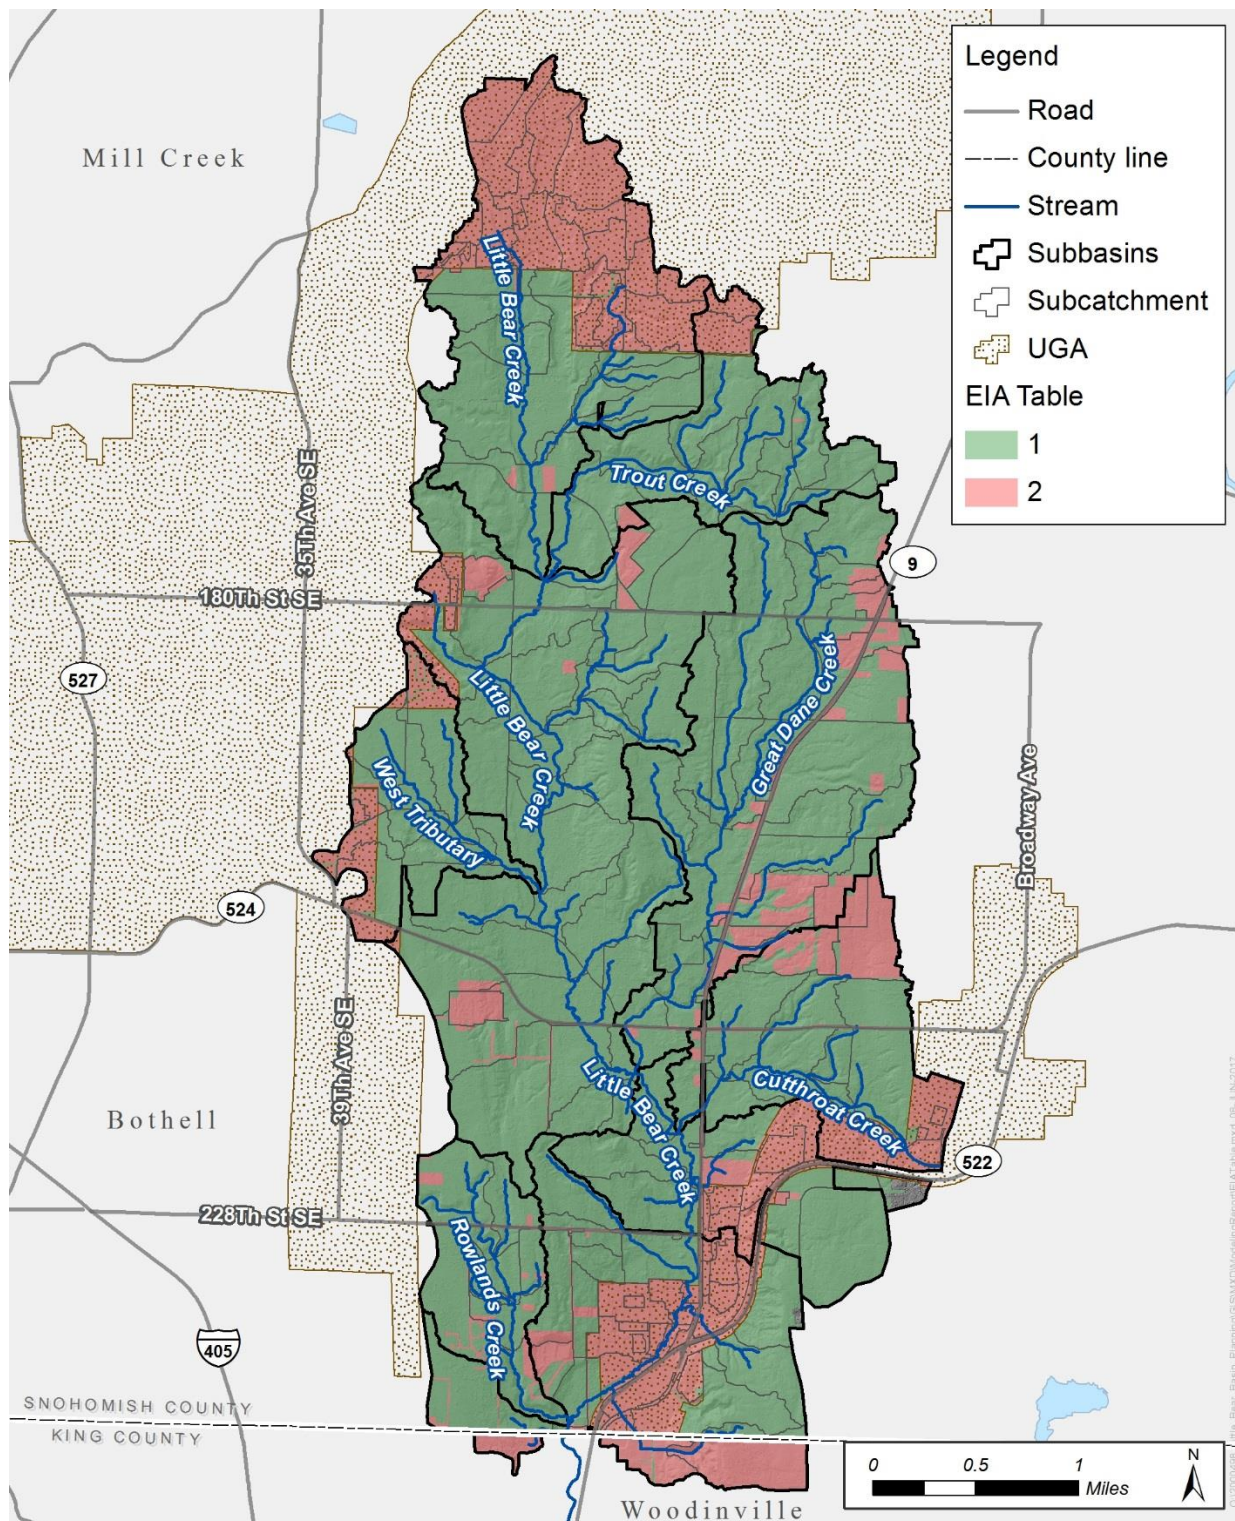 Legend
Road
County line
Stream
Subbasins
Subcatchment
UGA
EIA Table
1
2
Mill Creek
Little Bear Creek
Trout Creek
35Th Ave SE
9
180Th St SE
527
Little Bear Creek
Great Dane Creek
West Tributary
Broadway Ave
524
39Th Ave SE
Little Bear Creek
Cutthroat Creek
Bothell
522
228Th St SE
Rowlands Creek
405
SNOHOMISH COUNTY
KING COUNTY
0 0.5 1
Miles
N
Woodinville